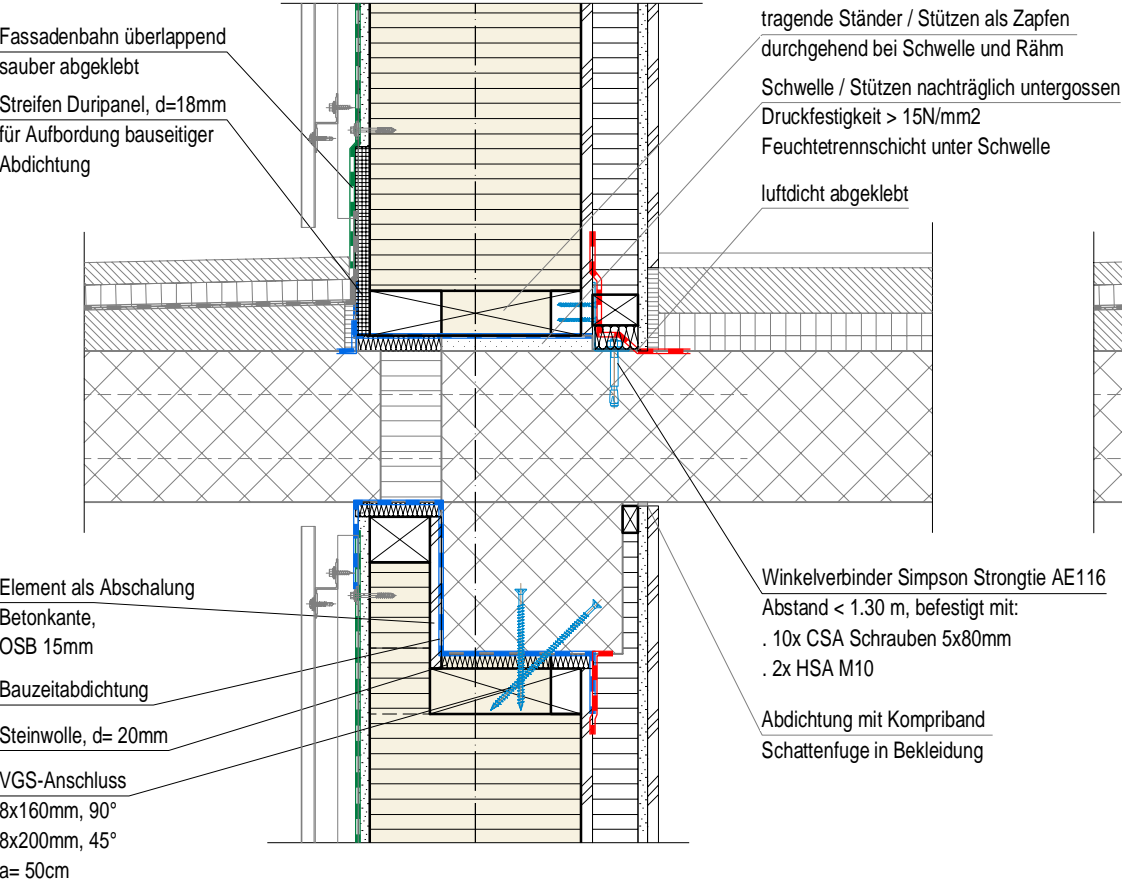 Fassadenbahn überlappend
sauber abgeklebt
Streifen Duripanel, d=18mm
für Aufbordung bauseitiger
Abdichtung
tragende Ständer / Stützen als Zapfen
durchgehend bei Schwelle und Rähm
Schwelle / Stützen nachträglich untergossen
Druckfestigkeit > 15N/mm2
Feuchtetrennschicht unter Schwelle
luftdicht abgeklebt
Element als Abschalung
Betonkante,
OSB 15mm
Bauzeitabdichtung
Steinwolle, d= 20mm
VGS-Anschluss
8x160mm, 90°
8x200mm, 45°
a= 50cm
Winkelverbinder Simpson Strongtie AE116
Abstand < 1.30 m, befestigt mit:
. 10x CSA Schrauben 5x80mm
. 2x HSA M10
Abdichtung mit Kompriband
Schattenfuge in Bekleidung